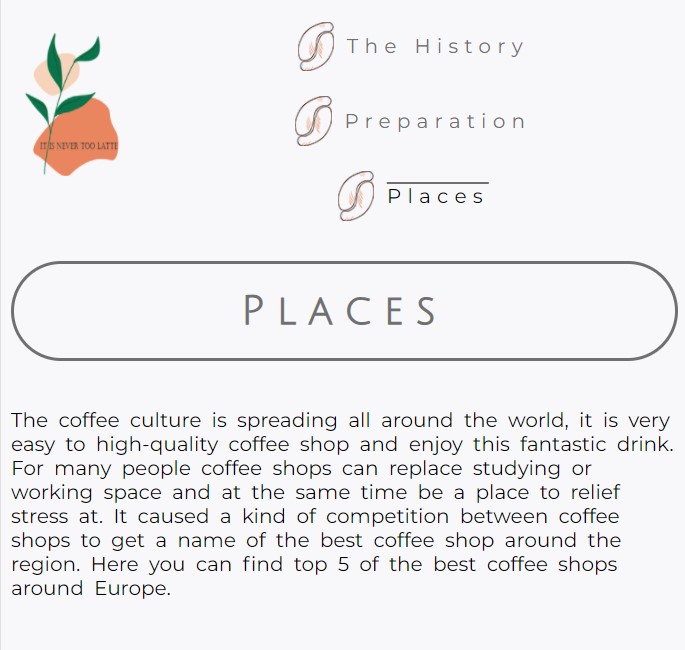 IT IS NEVER TOO LATTE
The History
Preparation
Places
PLACES
The coffee culture is spreading all around the world, it is very
easy to high-quality coffee shop and enjoy this fantastic drink.
For many people coffee shops can replace studying or
working space and at the same time be a place to relief
stress at. It caused a kind of competition between coffee
shops to get a name of the best coffee shop around the
region. Here you can find top 5 of the best coffee shops
around Europe.